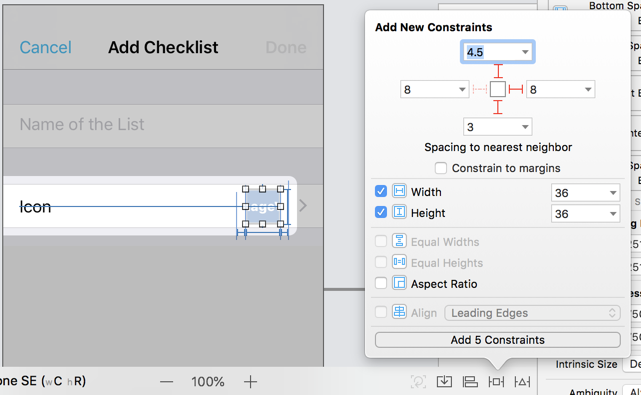 Cancel
Add Checklist
Done
Name of the List
Icon
age
one SE (wC hR)
100%
Add New Constraints
4.5
8
8
3
Spacing to nearest neighbor
Constrain to margins
Width
36
Height
36
Equal Widths
Equal Heights
Aspect Ratio
Align
Leading Edges
Add 5 Constraints
Bottom Spa
Intrinsic Size
De
Ambiguity